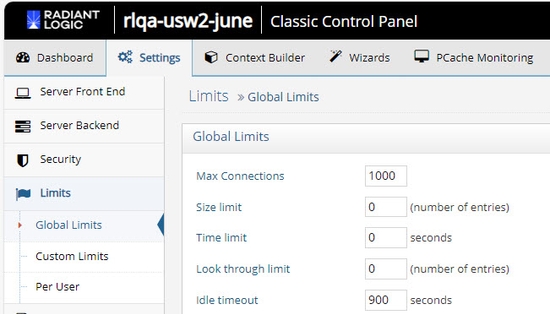 RADIANT LOGIC rlqa-usw2-june Classic Control Panel
Dashboard Settings Context Builder Wizards PCache Monitoring
Server Front End
Server Backend
Security
Limits
Global Limits
Custom Limits
Per User
Limits » Global Limits
Global Limits
Max Connections 1000
Size limit 0 (number of entries)
Time limit 0 seconds
Look through limit 0 (number of entries)
Idle timeout 900 seconds